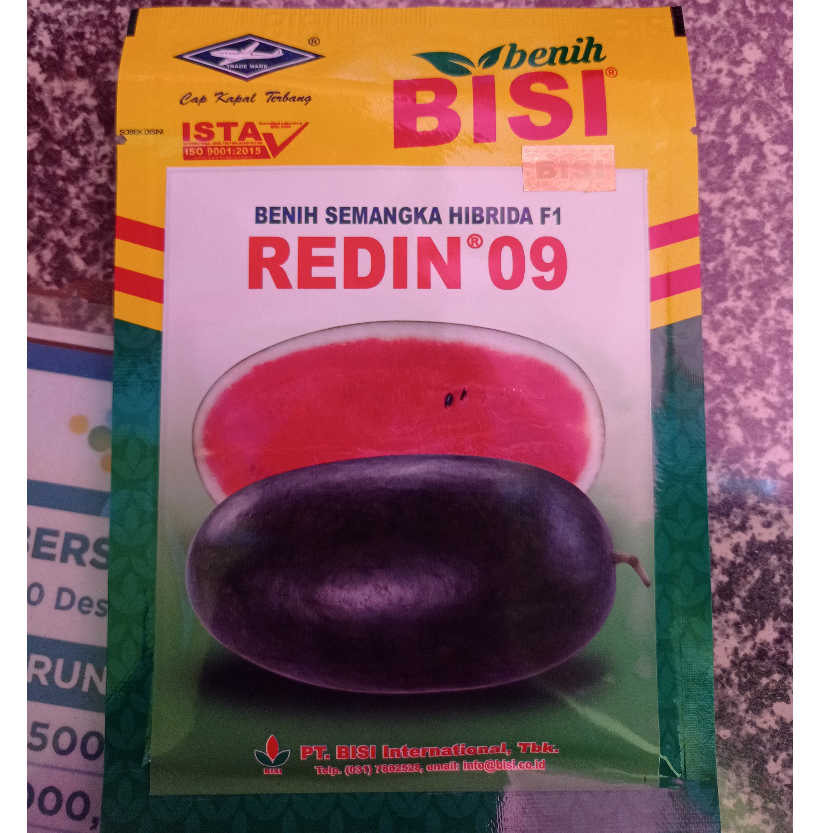 benih
BISI®
®
TRADE MARK
Cap Kapal Terbang
SOBEK DISINI
ISTA
ISO 9001:2015
BISI
BENIH SEMANGKA HIBRIDA F1
REDIN® 09
BERS
0 Des
RUN
500
000,
BISI
PT. BISI International, Tbk.
Telp. (031) 7882528, email: info@bisi.co.id